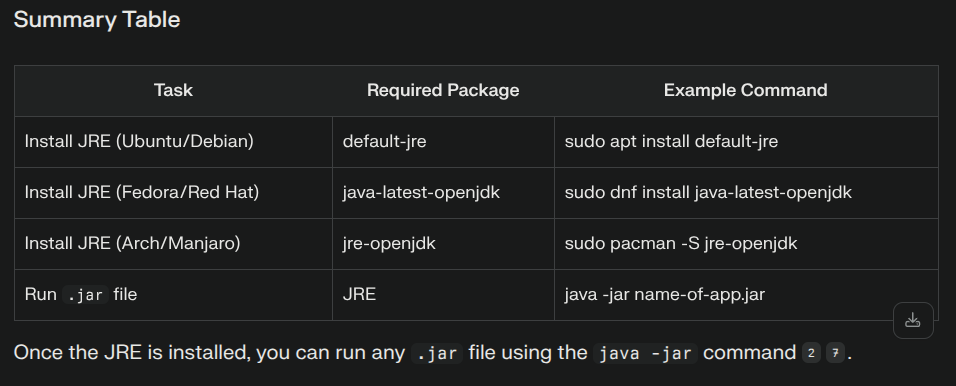 Summary Table
Task Required Package Example Command
Install JRE (Ubuntu/Debian) default-jre sudo apt install default-jre
Install JRE (Fedora/Red Hat) java-latest-openjdk sudo dnf install java-latest-openjdk
Install JRE (Arch/Manjaro) jre-openjdk sudo pacman -S jre-openjdk
Run .jar file JRE java -jar name-of-app.jar
Once the JRE is installed, you can run any .jar file using the java -jar command 2 7.